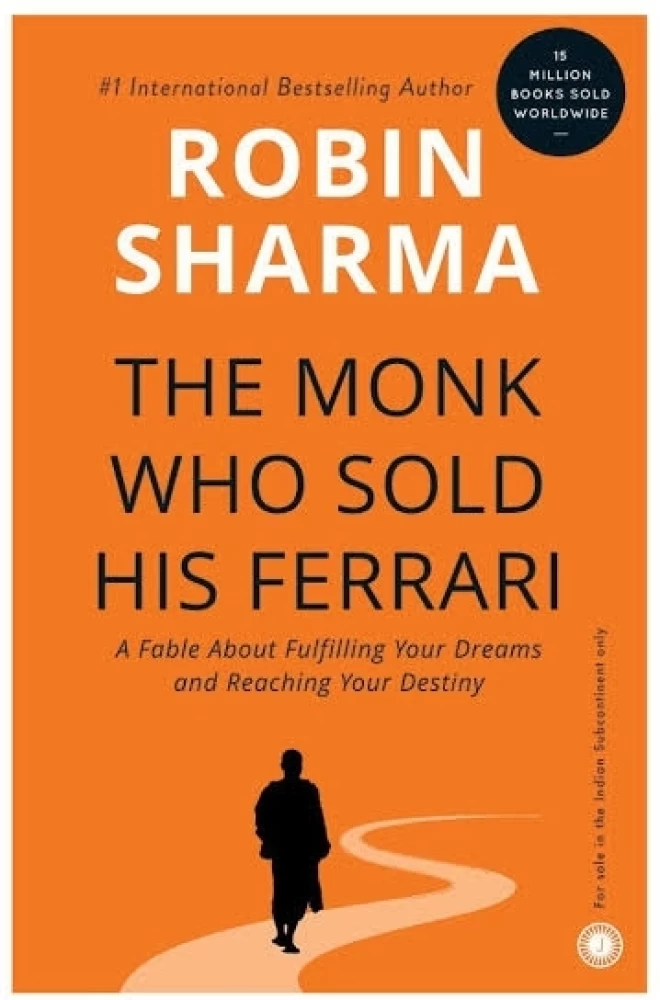 #1 International Bestselling Author
15
MILLION
BOOKS SOLD
WORLDWIDE
ROBIN
SHARMA
THE MONK
WHO SOLD
HIS FERRARI
A Fable About Fulfilling Your Dreams
and Reaching Your Destiny
For sale in the Indian Subcontinent only
J